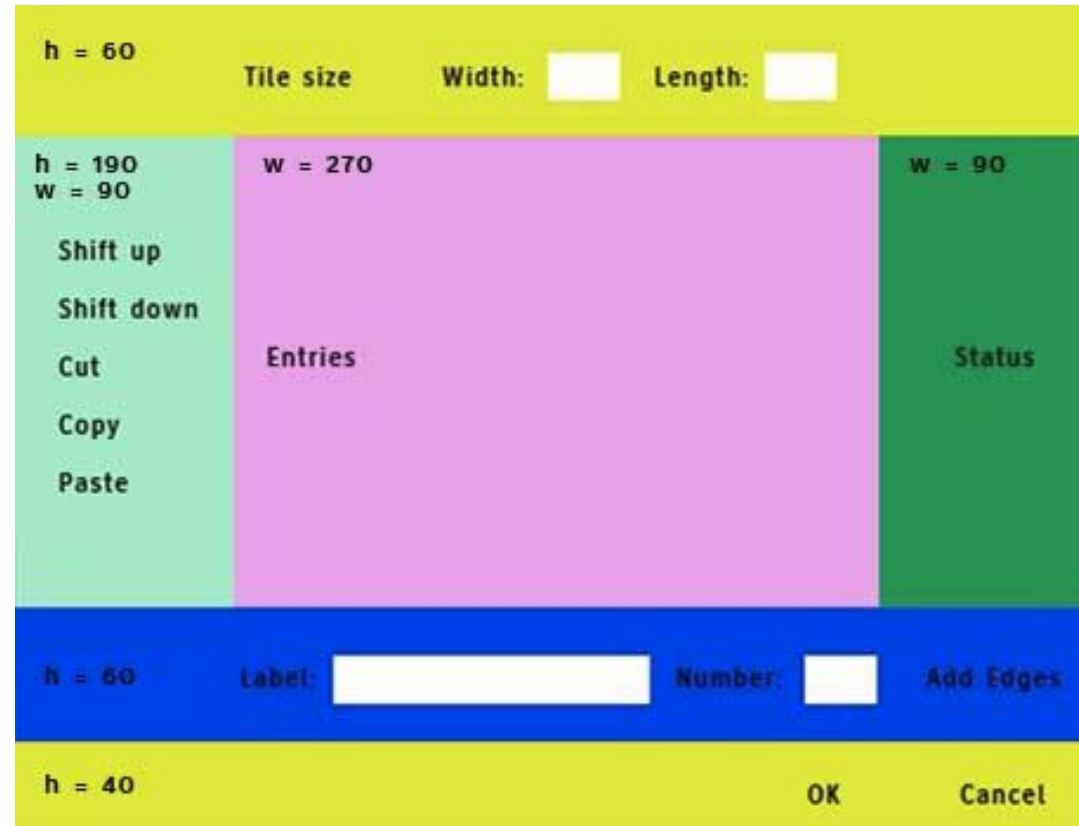 h = 60
Tile size Width: Length:
h = 190 w = 270 w = 90
w = 90
Shift up
Shift down
Entries Status
Cut
Copy
Paste
h = 60 Label: Number: Add Edges
h = 40 OK Cancel